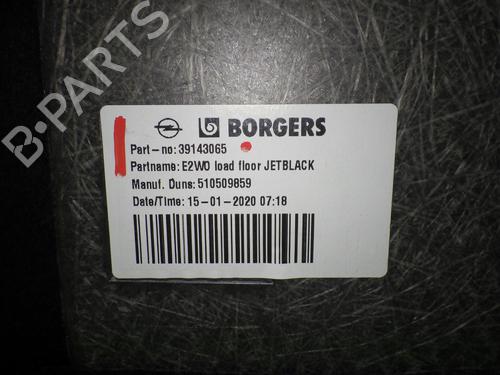 B-PARTS
BORGERS
Part-no: 39143065
Partname: E2WO load floor JETBLACK
Manuf. Duns: 510509859
Date/Time: 15-01-2020 07:18